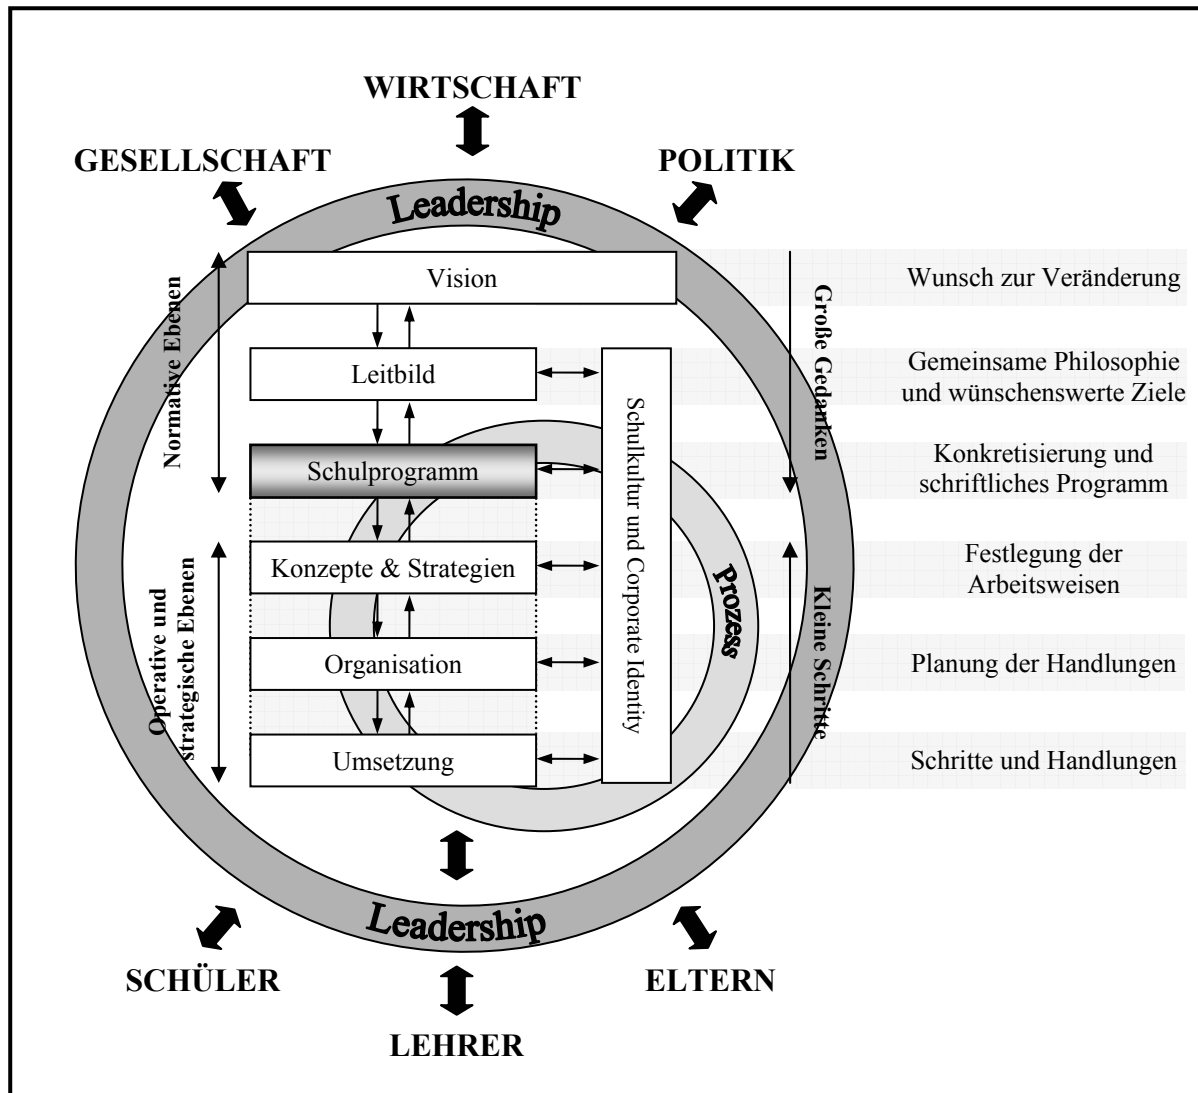 WIRTSCHAFT
GESELLSCHAFT
POLITIK
Leadership
Normative Ebenen
Vision
Große Gedanken
Wunsch zur Veränderung
Leitbild
Gemeinsame Philosophie
und wünschenswerte Ziele
Schulkultur und Corporate Identity
Schulprogramm
Konkretisierung und
schriftliches Programm
Operative und
strategische Ebenen
Konzepte & Strategien
Prozess
Kleine Schritte
Festlegung der
Arbeitsweisen
Organisation
Planung der Handlungen
Umsetzung
Schritte und Handlungen
Leadership
SCHÜLER
ELTERN
LEHRER